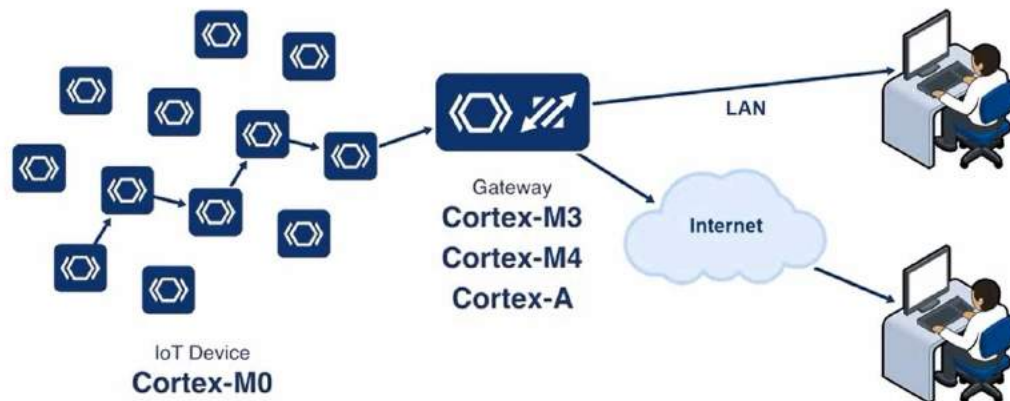 LAN
Gateway
Cortex-M3
Cortex-M4
Cortex-A
Internet
IoT Device
Cortex-M0